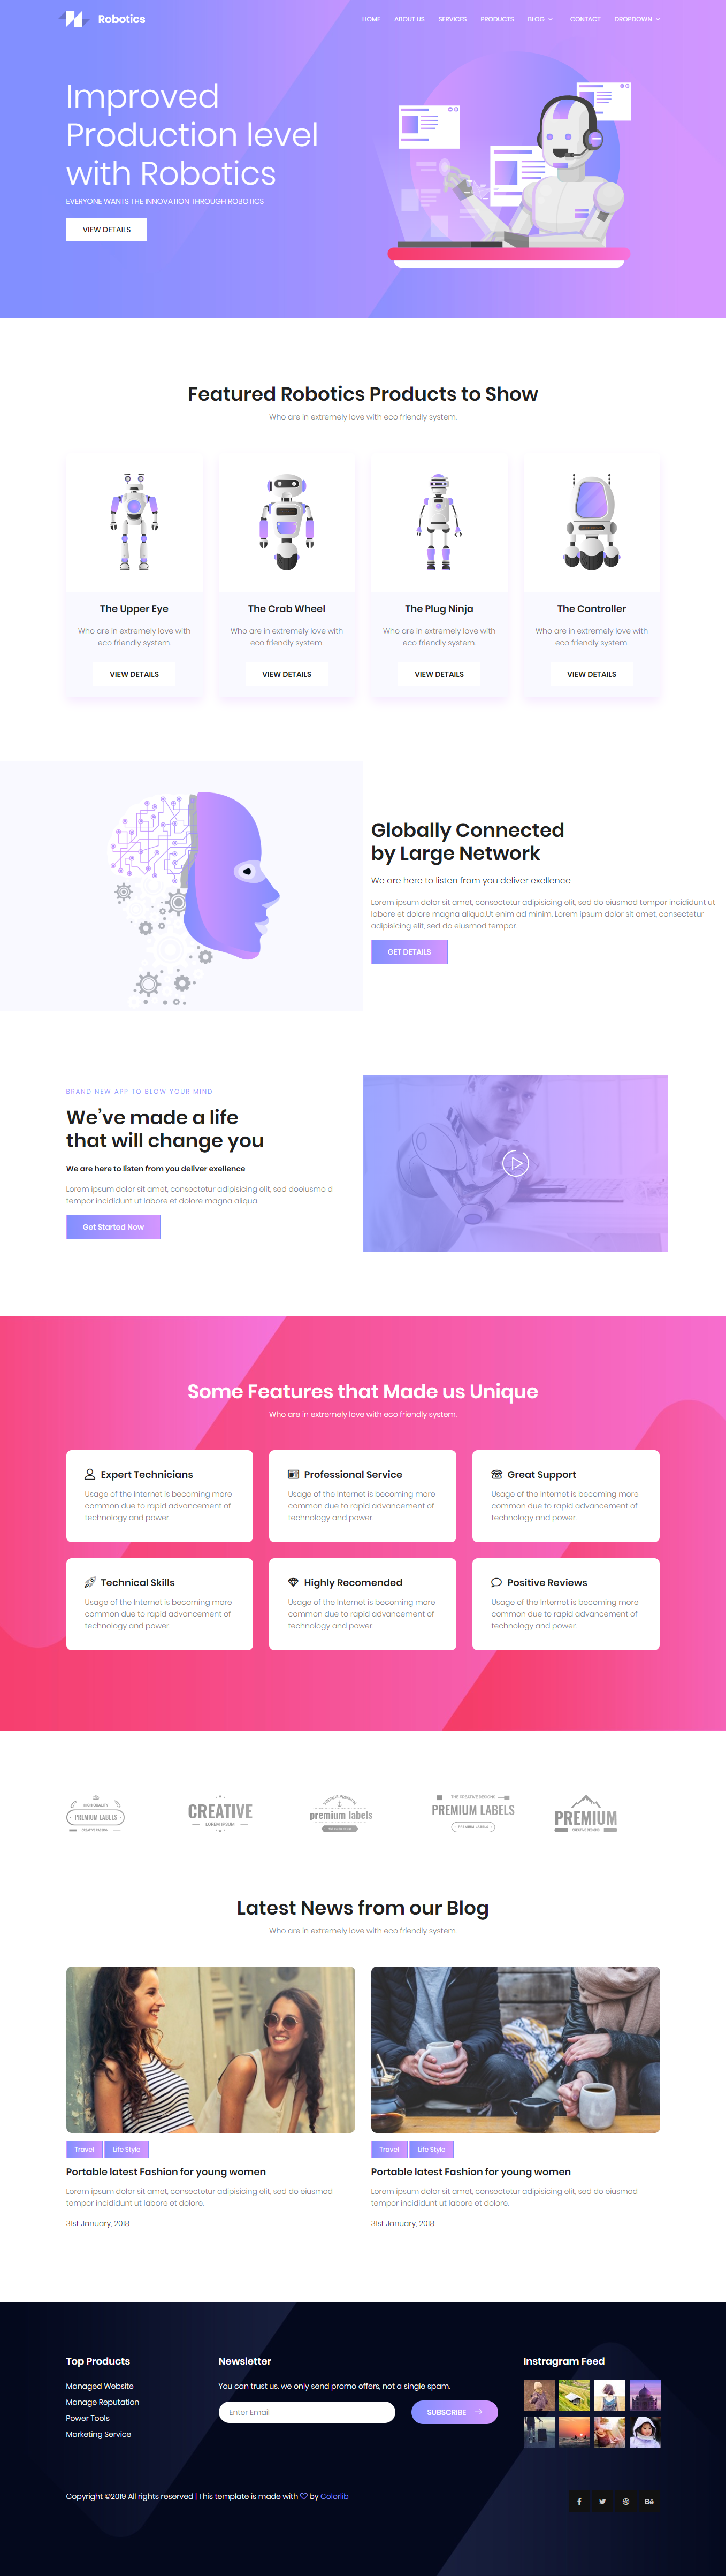 Robotics
HOME ABOUT US SERVICES PRODUCTS BLOG CONTACT DROPDOWN
Improved
Production level
with Robotics
EVERYONE WANTS THE INNOVATION THROUGH ROBOTICS
VIEW DETAILS
Featured Robotics Products to Show
Who are in extremely love with eco friendly system.
The Upper Eye
Who are in extremely love with
eco friendly system.
VIEW DETAILS
The Crab Wheel
Who are in extremely love with
eco friendly system.
VIEW DETAILS
The Plug Ninja
Who are in extremely love with
eco friendly system.
VIEW DETAILS
The Controller
Who are in extremely love with
eco friendly system.
VIEW DETAILS
Globally Connected
by Large Network
We are here to listen from you deliver exellence
Lorem ipsum dolor sit amet, consectetur adipisicing elit, sed do eiusmod tempor incididunt ut
labore et dolore magna aliqua.Ut enim ad minim. Lorem ipsum dolor sit amet, consectetur
adipisicing elit, sed do eiusmod tempor.
GET DETAILS
BRAND NEW APP TO BLOW YOUR MIND
We've made a life
that will change you
We are here to listen from you deliver exellence
Lorem ipsum dolor sit amet, consectetur adipisicing elit, sed doeiusmo d
tempor incididunt ut labore et dolore magna aliqua.
Get Started Now
Some Features that Made us Unique
Who are in extremely love with eco friendly system.
Expert Technicians
Usage of the Internet is becoming more
common due to rapid advancement of
technology and power.
Professional Service
Usage of the Internet is becoming more
common due to rapid advancement of
technology and power.
Great Support
Usage of the Internet is becoming more
common due to rapid advancement of
technology and power.
Technical Skills
Usage of the Internet is becoming more
common due to rapid advancement of
technology and power.
Highly Recomended
Usage of the Internet is becoming more
common due to rapid advancement of
technology and power.
Positive Reviews
Usage of the Internet is becoming more
common due to rapid advancement of
technology and power.
HIGH QUALITY
PREMIUM LABELS
CREATIVE DESIGNS
CREATIVE
LOREM IPSUM
VINTAGE PREMIUM
premium labels
THE CREATIVE DESIGNS
PREMIUM LABELS
PREMIUM LABELS
PREMIUM
CREATIVE DESIGNS
Latest News from our Blog
Who are in extremely love with eco friendly system.
Travel Life Style
Portable latest Fashion for young women
Lorem ipsum dolor sit amet, consectetur adipisicing elit, sed do eiusmod
tempor incididunt ut labore et dolore.
31st January, 2018
Travel Life Style
Portable latest Fashion for young women
Lorem ipsum dolor sit amet, consectetur adipisicing elit, sed do eiusmod
tempor incididunt ut labore et dolore.
31st January, 2018
Top Products
Managed Website
Manage Reputation
Power Tools
Marketing Service
Newsletter
You can trust us. we only send promo offers, not a single spam.
Enter Email
SUBSCRIBE
Instragram Feed
Copyright ©2019 All rights reserved | This template is made with by Colorlib